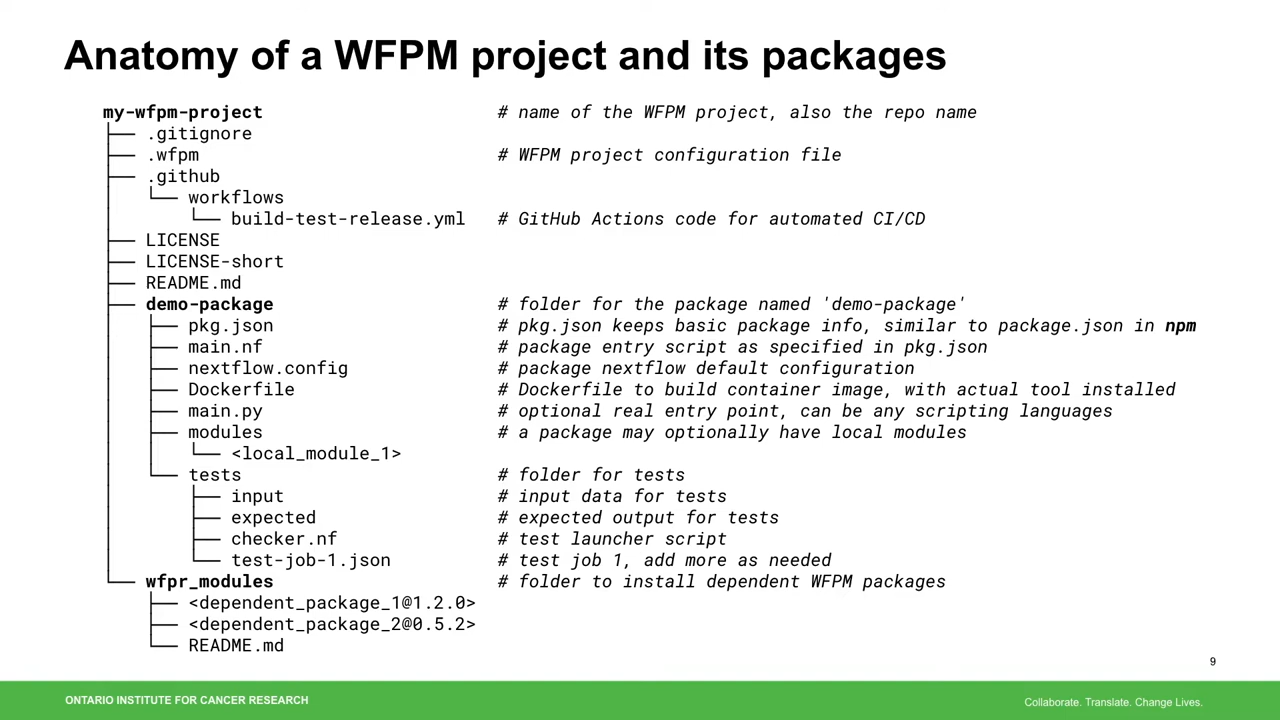 Anatomy of a WFPM project and its packages
my-wfpm-project # name of the WFPM project, also the repo name
├── .gitignore
├── .wfpm # WFPM project configuration file
├── .github
│   └── workflows
│       └── build-test-release.yml # GitHub Actions code for automated CI/CD
├── LICENSE
├── LICENSE-short
├── README.md
├── demo-package # folder for the package named 'demo-package'
│   ├── pkg.json # pkg.json keeps basic package info, similar to package.json in npm
│   ├── main.nf # package entry script as specified in pkg.json
│   ├── nextflow.config # package nextflow default configuration
│   ├── Dockerfile # Dockerfile to build container image, with actual tool installed
│   ├── main.py # optional real entry point, can be any scripting languages
│   ├── modules # a package may optionally have local modules
│   │   └── <local_module_1>
│   └── tests # folder for tests
│       ├── input # input data for tests
│       ├── expected # expected output for tests
│       ├── checker.nf # test launcher script
│       └── test-job-1.json # test job 1, add more as needed
└── wfpr_modules # folder to install dependent WFPM packages
    ├── <dependent_package_1@1.2.0>
    ├── <dependent_package_2@0.5.2>
    └── README.md
9
ONTARIO INSTITUTE FOR CANCER RESEARCH
Collaborate. Translate. Change Lives.